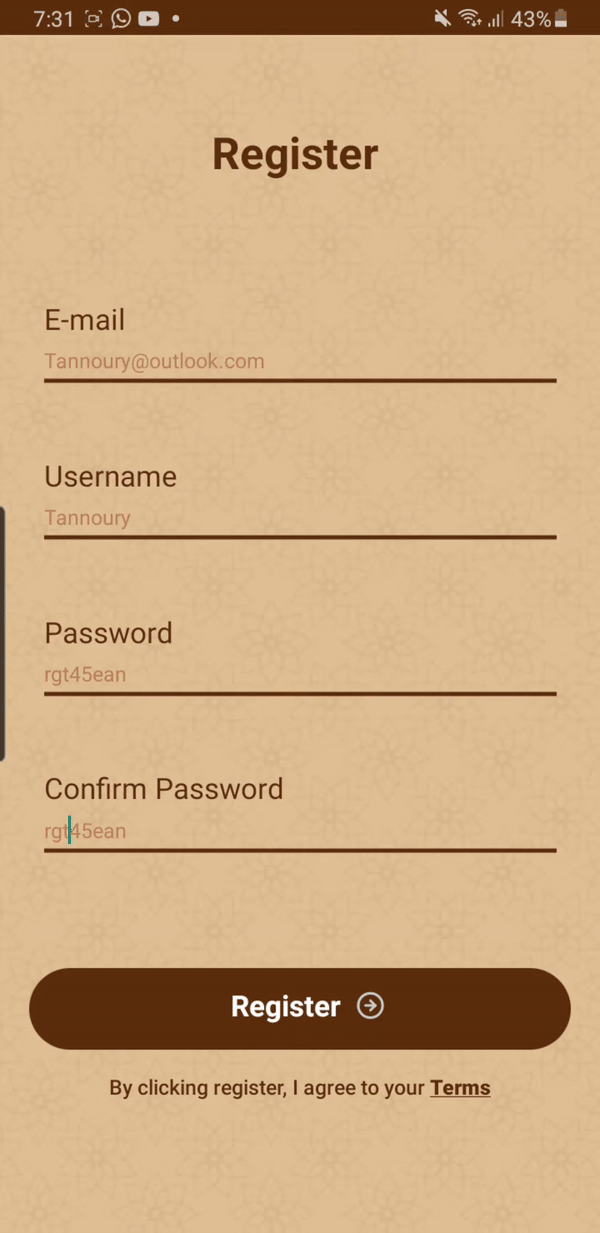 7:31 43%
Register
E-mail
Tannoury@outlook.com
Username
Tannoury
Password
rgt45ean
Confirm Password
rgt45ean
Register
By clicking register, I agree to your Terms